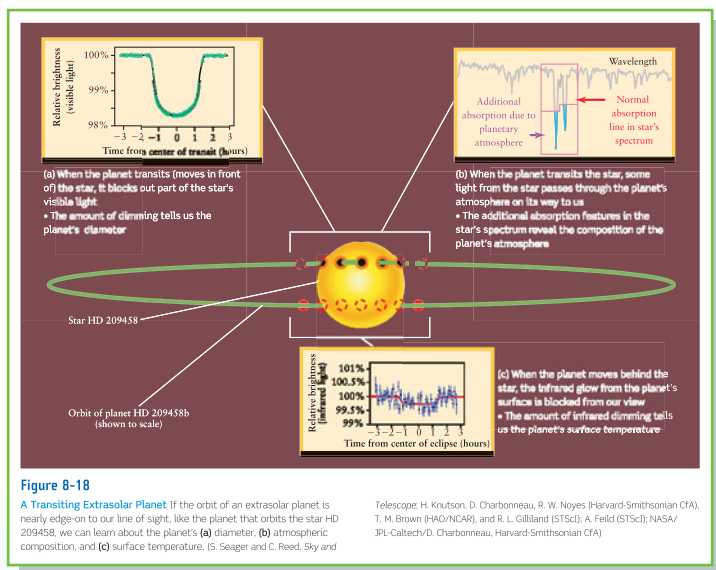 Relative brightness
(visible light)
100%
99%
98%
−3 −2 −1 0 1 2 3
Time from center of transit (hours)
(a) When the planet transits (moves in front
of) the star, it blocks out part of the star's
visible light
• The amount of dimming tells us the
planet's diameter
Wavelength
Additional
absorption due to
planetary
atmosphere
Normal
absorption
line in star's
spectrum
(b) When the planet transits the star, some
light from the star passes through the planet's
atmosphere on its way to us
• The additional absorption features in the
star's spectrum reveal the composition of the
planet's atmosphere
Star HD 209458
Orbit of planet HD 209458b
(shown to scale)
Relative brightness
(infrared light)
101%
100.5%
100%
99.5%
99%
−3 −2 −1 0 1 2 3
Time from center of eclipse (hours)
(c) When the planet moves behind the
star, the infrared glow from the planet's
surface is blocked from our view
• The amount of infrared dimming tells
us the planet's surface temperature
Figure 8-18
A Transiting Extrasolar Planet If the orbit of an extrasolar planet is
nearly edge-on to our line of sight, like the planet that orbits the star HD
209458, we can learn about the planet's (a) diameter, (b) atmospheric
composition, and (c) surface temperature. (S. Seager and C. Reed, Sky and
Telescope; H. Knutson, D. Charbonneau, R. W. Noyes (Harvard-Smithsonian CfA),
T. M. Brown (HAO/NCAR), and R. L. Gilliland (STScI); A. Feild (STScI); NASA/
JPL-Caltech/D. Charbonneau, Harvard-Smithsonian CfA)